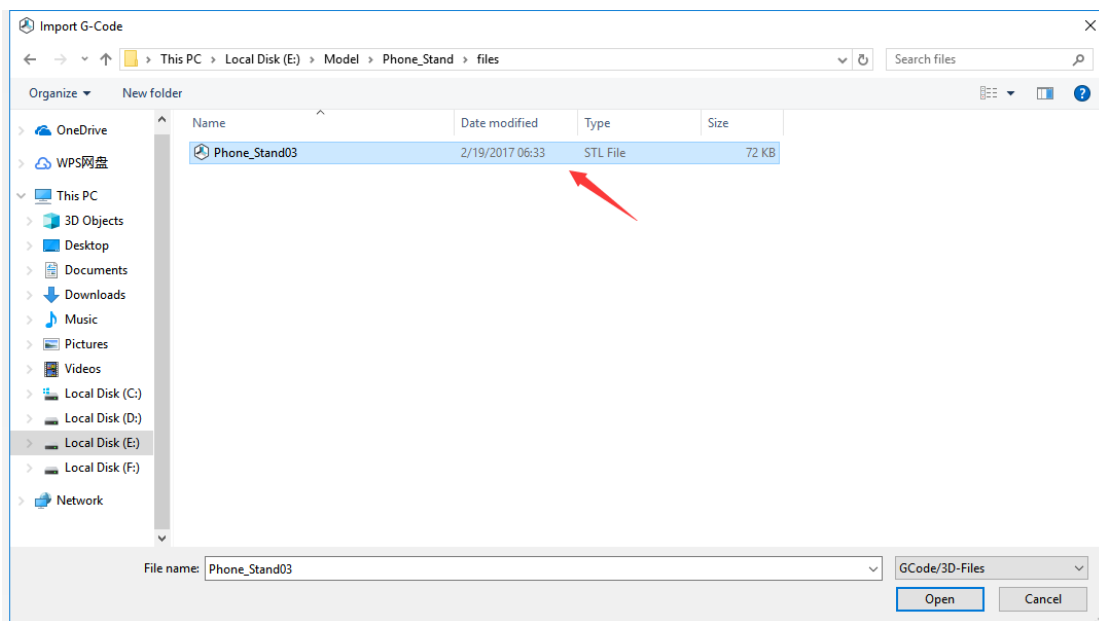 Import G-Code
This PC > Local Disk (E:) > Model > Phone_Stand > files
Search files
Organize
New folder
Name
Date modified
Type
Size
OneDrive
Phone_Stand03
2/19/2017 06:33
STL File
72 KB
WPS网盘
This PC
3D Objects
Desktop
Documents
Downloads
Music
Pictures
Videos
Local Disk (C:)
Local Disk (D:)
Local Disk (E:)
Local Disk (F:)
Network
File name: Phone_Stand03
GCode/3D-Files
Open
Cancel